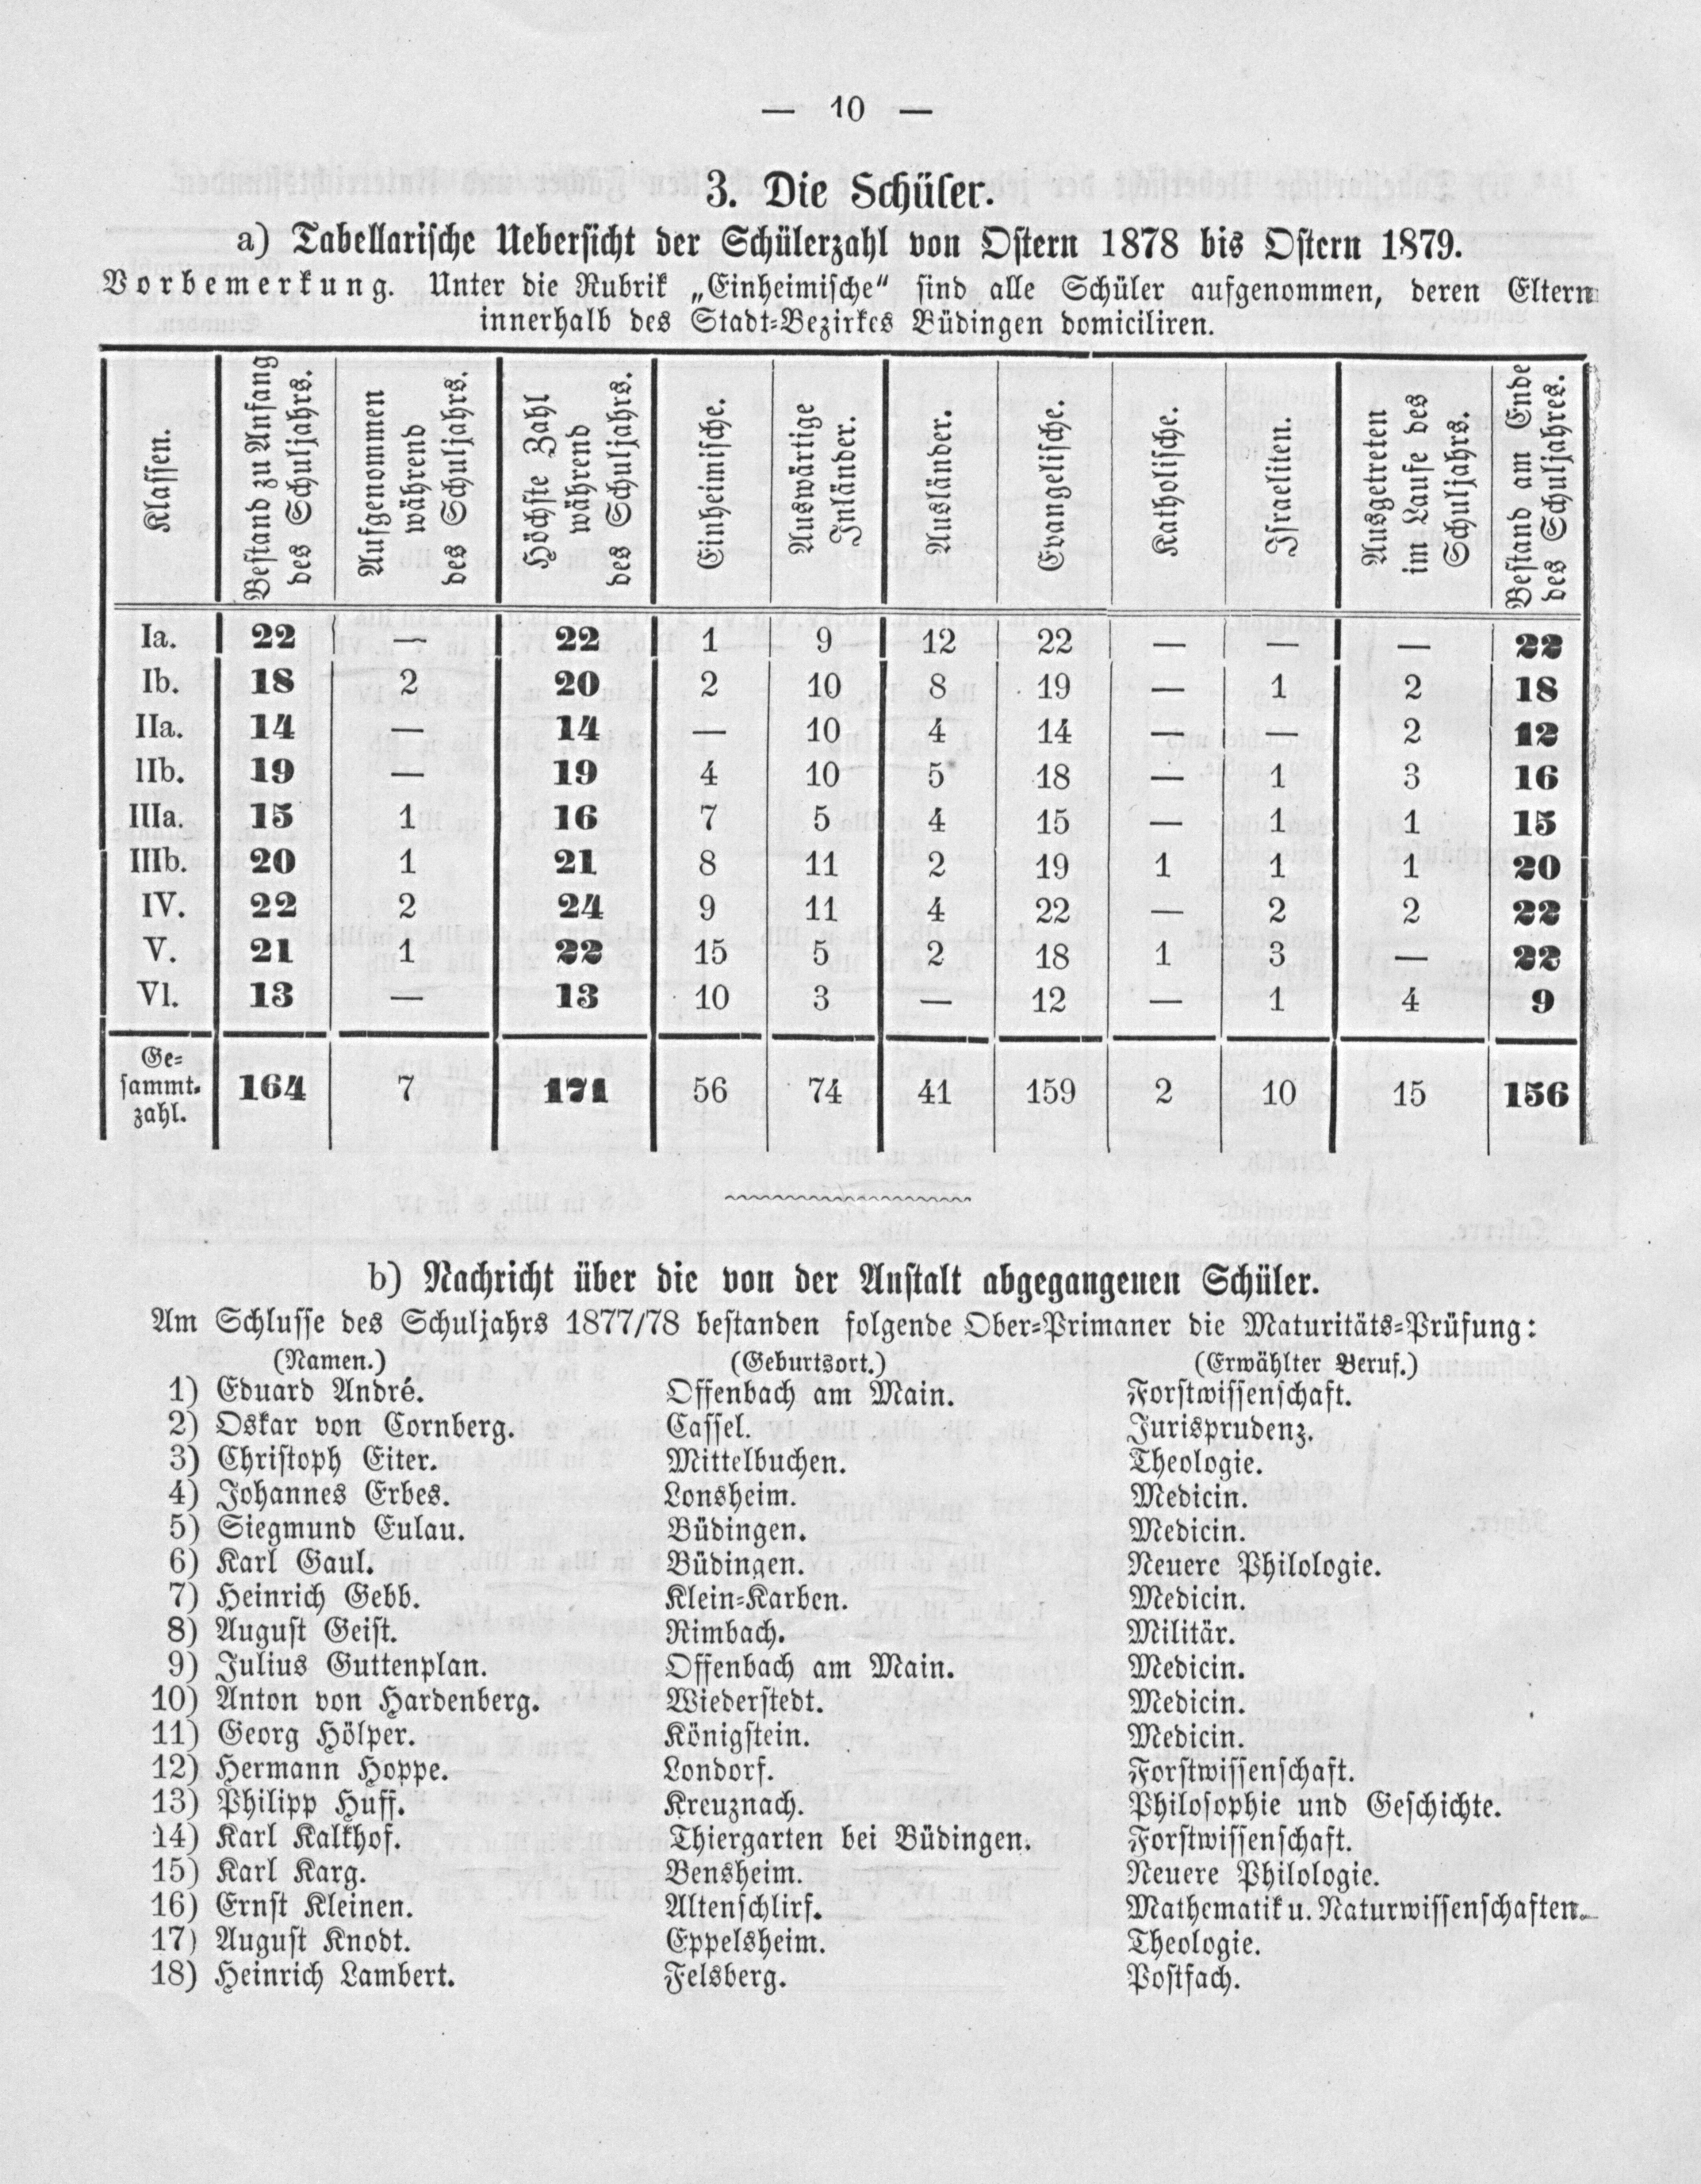 — 10 —
3. Die Schüler.
a) Tabellarische Uebersicht der Schülerzahl von Ostern 1878 bis Ostern 1879.
Vorbemerkung. Unter die Rubrik „Einheimische“ sind alle Schüler aufgenommen, deren Eltern
innerhalb des Stadt-Bezirkes Büdingen domiciliren.
Klassen. Bestand zu Anfang des Schuljahrs. Aufgenommen während des Schuljahrs. Höchste Zahl während des Schuljahrs. Einheimische. Auswärtige Inländer. Ausländer. Evangelische. Katholische. Israeliten. Ausgetreten im Laufe des Schuljahrs. Bestand am Ende des Schuljahres.
Ia. 22 — 22 1 9 12 22 — — — 22
Ib. 18 2 20 2 10 8 19 — 1 2 18
IIa. 14 — 14 — 10 4 14 — — 2 12
IIb. 19 — 19 4 10 5 18 — 1 3 16
IIIa. 15 1 16 7 5 4 15 — 1 1 15
IIIb. 20 1 21 8 11 2 19 1 1 1 20
IV. 22 2 24 9 11 4 22 — 2 2 22
V. 21 1 22 15 5 2 18 1 3 — 22
VI. 13 — 13 10 3 — 12 — 1 4 9
Ge-
sammt-
zahl. 164 7 171 56 74 41 159 2 10 15 156
b) Nachricht über die von der Anstalt abgegangenen Schüler.
Am Schlusse des Schuljahrs 1877/78 bestanden folgende Ober-Primaner die Maturitäts-Prüfung:
(Namen.) (Geburtsort.) (Erwählter Beruf.)
1) Eduard André. Offenbach am Main. Forstwissenschaft.
2) Oskar von Cornberg. Cassel. Jurisprudenz.
3) Christoph Eiter. Mittelbuchen. Theologie.
4) Johannes Erbes. Lonsheim. Medicin.
5) Siegmund Eulau. Büdingen. Medicin.
6) Karl Gaul. Büdingen. Neuere Philologie.
7) Heinrich Gebb. Klein-Karben. Medicin.
8) August Geist. Rimbach. Militär.
9) Julius Guttenplan. Offenbach am Main. Medicin.
10) Anton von Hardenberg. Wiederstedt. Medicin.
11) Georg Hölper. Königstein. Medicin.
12) Hermann Hoppe. Londorf. Forstwissenschaft.
13) Philipp Huff. Kreuznach. Philosophie und Geschichte.
14) Karl Kalkhof. Thiergarten bei Büdingen. Forstwissenschaft.
15) Karl Karg. Bensheim. Neuere Philologie.
16) Ernst Kleinen. Altenschlirf. Mathematik u. Naturwissenschaften.
17) August Knodt. Eppelsheim. Theologie.
18) Heinrich Lambert. Felsberg. Postfach.